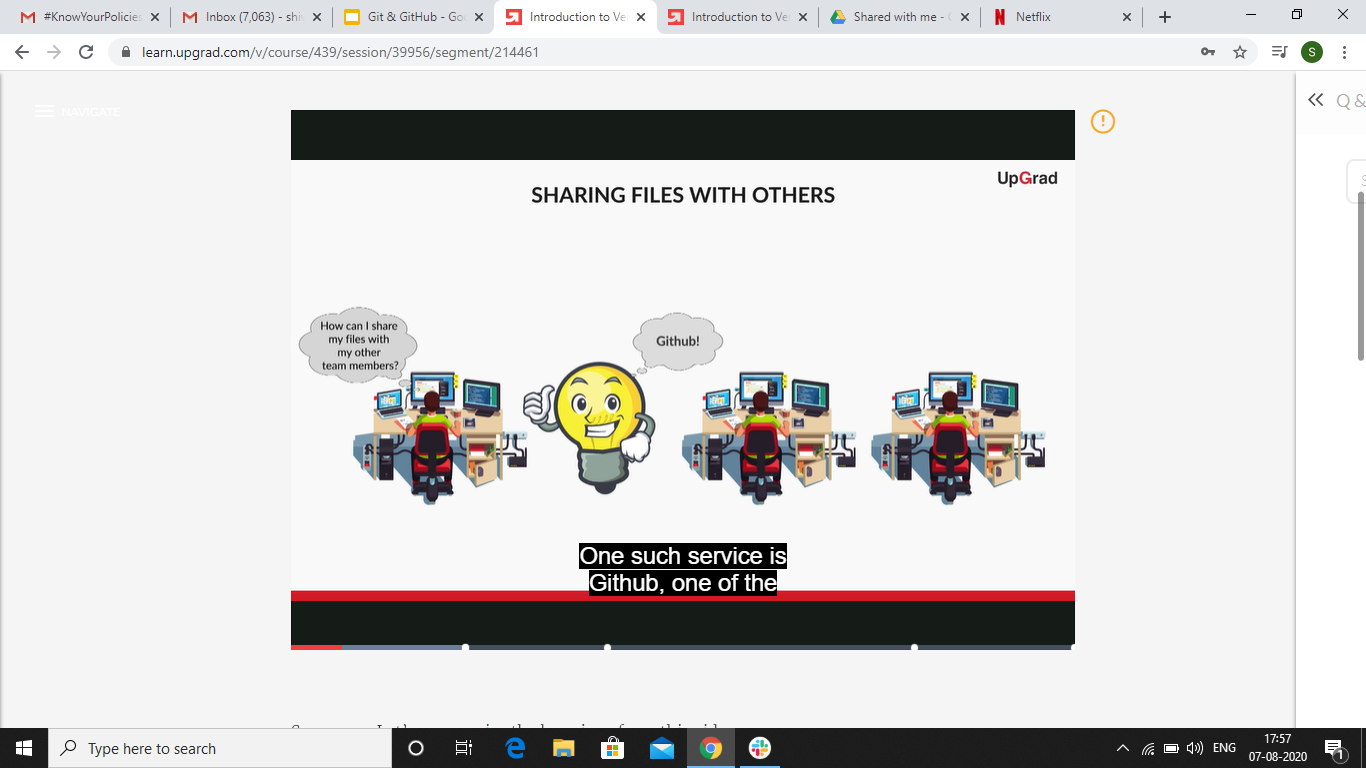 #KnowYourPolicies
Inbox (7,063) - shi
Git & GitHub - Goo
Introduction to Ve
Introduction to Ve
Shared with me - G
Netflix
learn.upgrad.com/v/course/439/session/39956/segment/214461
S
NAVIGATE
Q &
UpGrad
SHARING FILES WITH OTHERS
How can I share
my files with
my other
team members?
Github!
One such service is
Github, one of the
Type here to search
ENG
17:57
07-08-2020
1